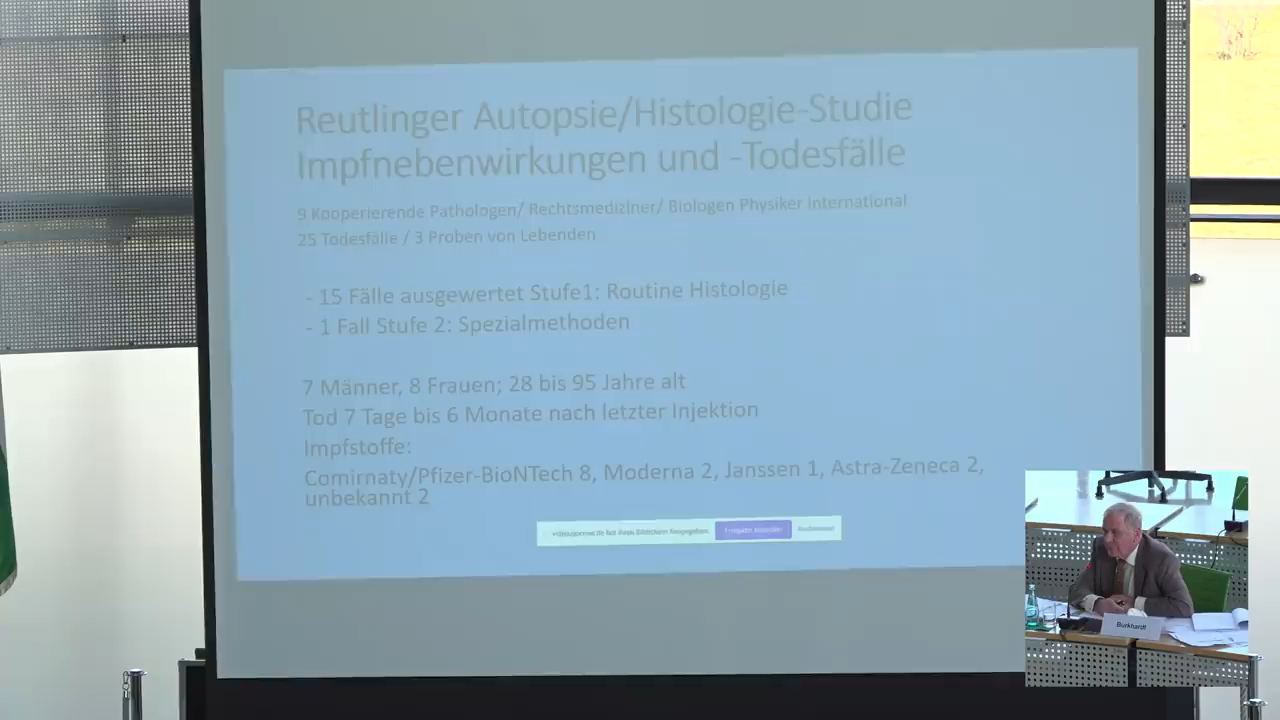 Reutlinger Autopsie/Histologie-Studie
Impfnebenwirkungen und -Todesfälle
9 Kooperierende Pathologen/ Rechtsmediziner/ Biologen Physiker international
25 Todesfälle / 3 Proben von Lebenden
- 15 Fälle ausgewertet Stufe1: Routine Histologie
- 1 Fall Stufe 2: Spezialmethoden
7 Männer, 8 Frauen; 28 bis 95 Jahre alt
Tod 7 Tage bis 6 Monate nach letzter Injektion
Impfstoffe:
Comirnaty/Pfizer-BioNTech 8, Moderna 2, Janssen 1, Astra-Zeneca 2,
unbekannt 2
Burkhardt